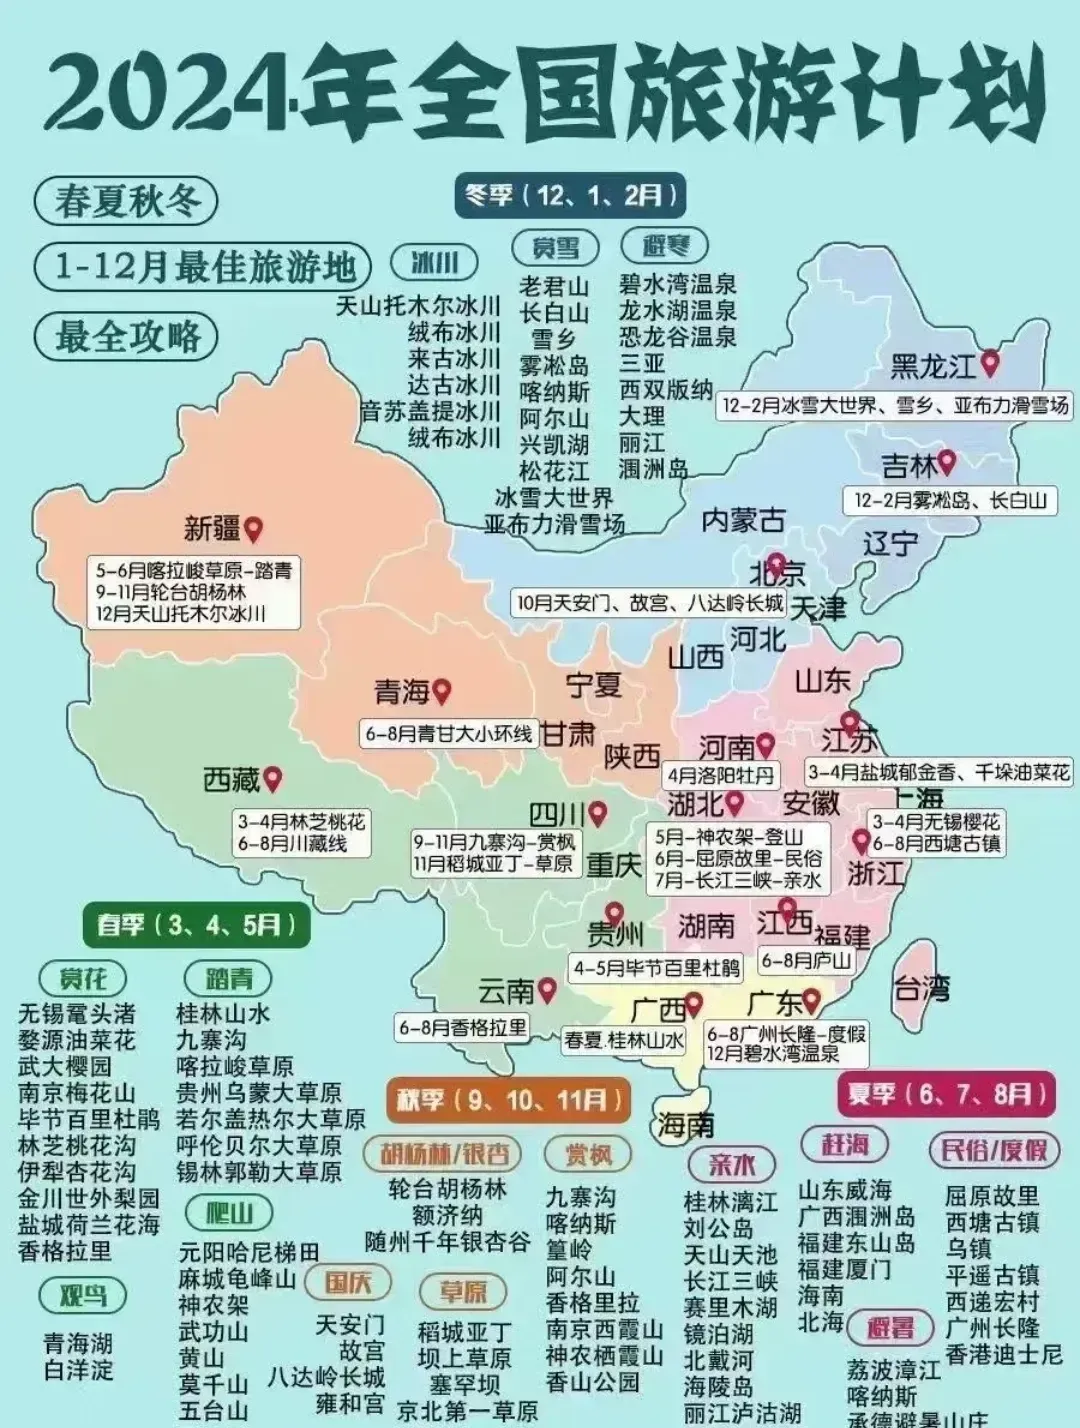 2024年全国旅游计划
春夏秋冬
1-12月最佳旅游地
最全攻略
冬季（12、1、2月）
冰川
天山托木尔冰川
绒布冰川
来古冰川
达古冰川
音苏盖提冰川
绒布冰川
赏雪
老君山
长白山
雪乡
雾凇岛
喀纳斯
阿尔山
兴凯湖
松花江
冰雪大世界
亚布力滑雪场
避寒
碧水湾温泉
龙水湖温泉
恐龙谷温泉
三亚
西双版纳
大理
丽江
涠洲岛
黑龙江
12-2月冰雪大世界、雪乡、亚布力滑雪场
吉林
12-2月雾凇岛、长白山
辽宁
内蒙古
北京
10月天安门、故宫、八达岭长城
天津
河北
山西
山东
新疆
5-6月喀拉峻草原-踏青
9-11月轮台胡杨林
12月天山托木尔冰川
青海
6-8月青甘大小环线
宁夏
甘肃
陕西
河南
4月洛阳牡丹
江苏
3-4月盐城郁金香、千垛油菜花
西藏
3-4月林芝桃花
6-8月川藏线
四川
9-11月九寨沟-赏枫
11月稻城亚丁-草原
重庆
湖北
5月-神农架-登山
6月-屈原故里-民俗
7月-长江三峡-亲水
安徽
上海
3-4月无锡樱花
6-8月西塘古镇
浙江
贵州
4-5月毕节百里杜鹃
湖南
江西
6-8月庐山
福建
台湾
云南
6-8月香格拉里
广西
春夏.桂林山水
广东
6-8广州长隆-度假
12月碧水湾温泉
海南
春季（3、4、5月）
赏花
无锡鼋头渚
婺源油菜花
武大樱园
南京梅花山
毕节百里杜鹃
林芝桃花沟
伊犁杏花沟
金川世外梨园
盐城荷兰花海
香格拉里
观鸟
青海湖
白洋淀
踏青
桂林山水
九寨沟
喀拉峻草原
贵州乌蒙大草原
若尔盖热尔大草原
呼伦贝尔大草原
锡林郭勒大草原
爬山
元阳哈尼梯田
麻城龟峰山
神农架
武功山
黄山
莫干山
五台山
秋季（9、10、11月）
胡杨林/银杏
轮台胡杨林
额济纳
随州千年银杏谷
国庆
天安门
故宫
八达岭长城
雍和宫
草原
稻城亚丁
坝上草原
塞罕坝
京北第一草原
赏枫
九寨沟
喀纳斯
篁岭
阿尔山
香格里拉
南京西霞山
神农栖霞山
香山公园
夏季（6、7、8月）
亲水
桂林漓江
刘公岛
天山天池
长江三峡
赛里木湖
镜泊湖
北戴河
海陵岛
丽江泸沽湖
赶海
山东威海
广西涠洲岛
福建东山岛
福建厦门
海南
北海
避暑
荔波漳江
喀纳斯
承德避暑山庄
民俗/度假
屈原故里
西塘古镇
乌镇
平遥古镇
西递宏村
广州长隆
香港迪士尼